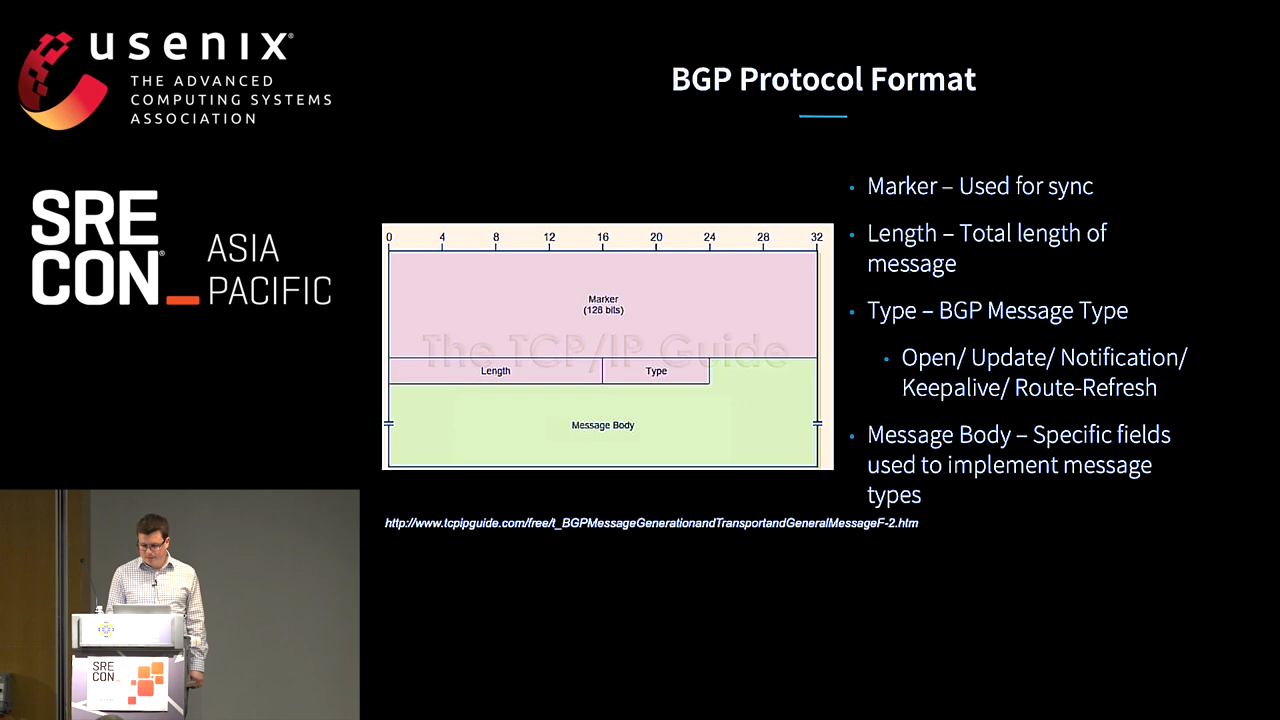 usenix®
THE ADVANCED
COMPUTING SYSTEMS
ASSOCIATION
SRE
CON®_
ASIA
PACIFIC
BGP Protocol Format
0 4 8 12 16 20 24 28 32
Marker
(128 bits)
The TCP/IP Guide
Length Type
Message Body
http://www.tcpipguide.com/free/t_BGPMessageGenerationandTransportandGeneralMessageF-2.htm
• Marker – Used for sync
• Length – Total length of
message
• Type – BGP Message Type
• Open/ Update/ Notification/
Keepalive/ Route-Refresh
• Message Body – Specific fields
used to implement message
types
SRE
CON_